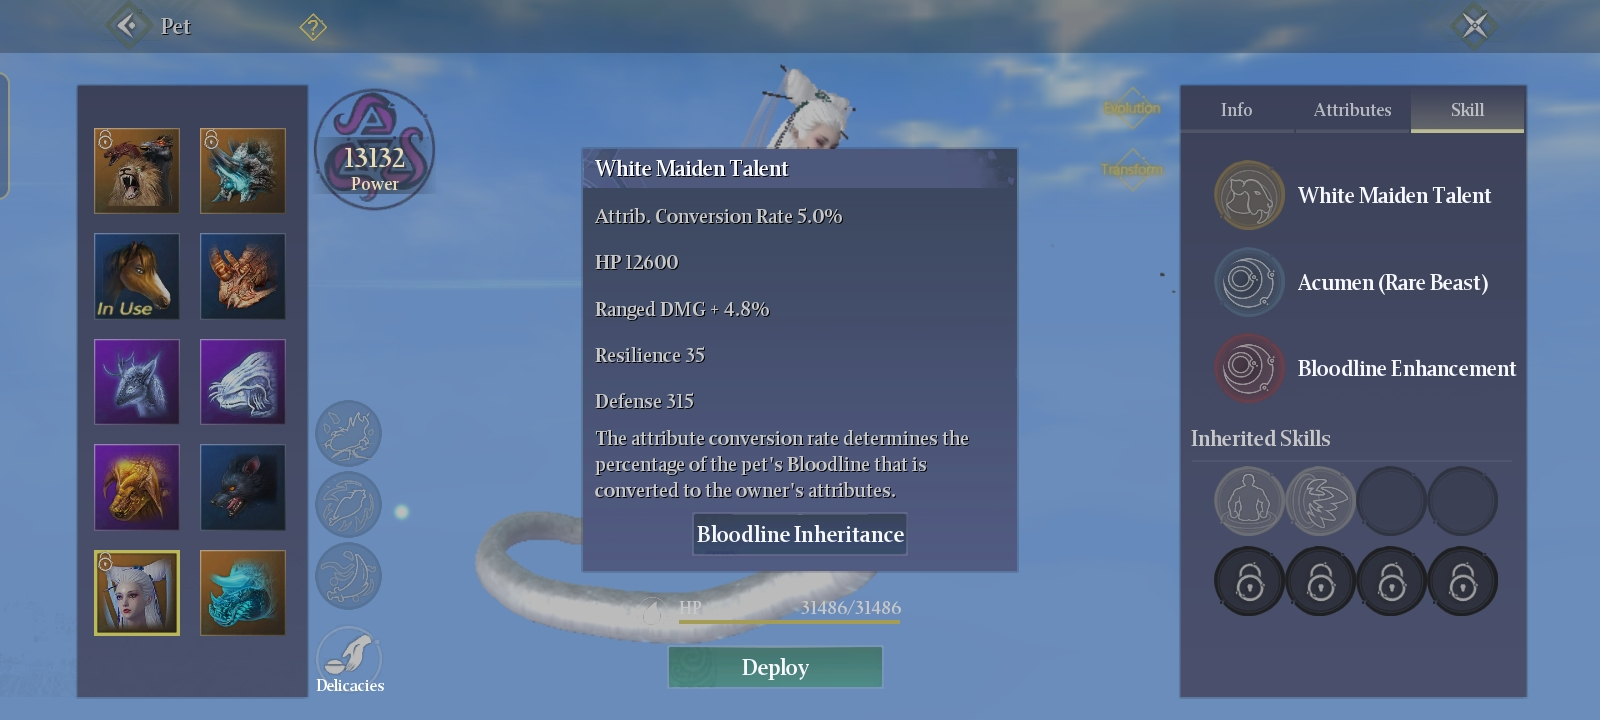 Pet
?
13132
Power
In Use
Delicacies
White Maiden Talent
Attrib. Conversion Rate 5.0%
HP 12600
Ranged DMG + 4.8%
Resilience 35
Defense 315
The attribute conversion rate determines the
percentage of the pet's Bloodline that is
converted to the owner's attributes.
Bloodline Inheritance
HP 31486/31486
Deploy
Evolution
Transform
Info Attributes Skill
White Maiden Talent
Acumen (Rare Beast)
Bloodline Enhancement
Inherited Skills